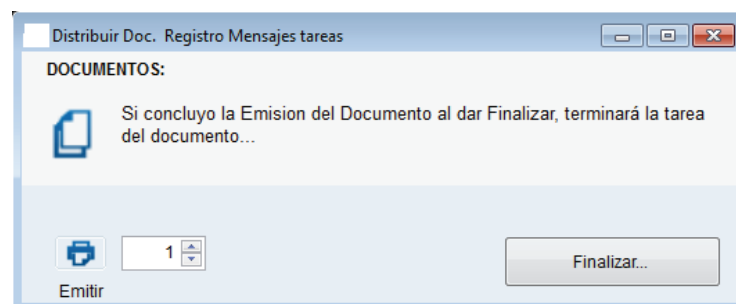 Distribuir Doc.  Registro Mensajes tareas
DOCUMENTOS:
Si concluyo la Emision del Documento al dar Finalizar, terminará la tarea
del documento...
1
Finalizar...
Emitir